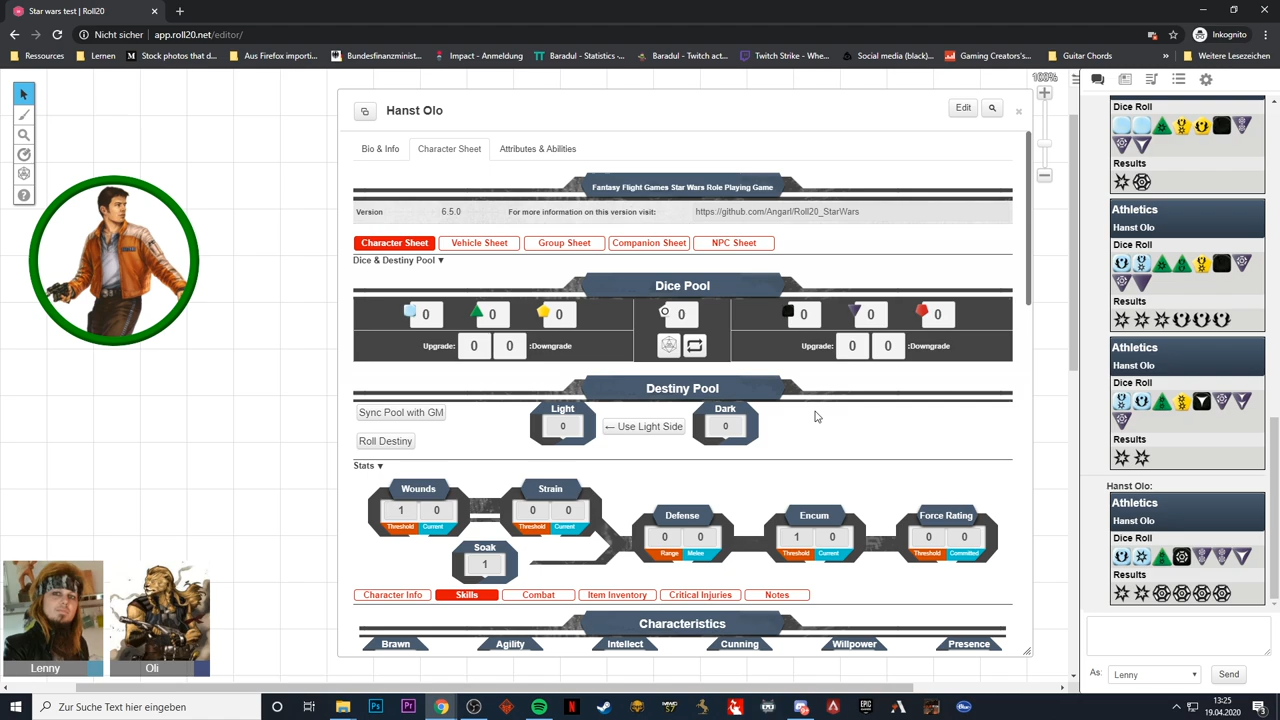 Star wars test | Roll20
Inkognito
Nicht sicher | app.roll20.net/editor/
Ressources
Lernen
Stock photos that d...
Aus Firefox importi...
Bundesfinanzminist...
Impact - Anmeldung
Baradul - Statistics -...
Baradul - Twitch act...
Twitch Strike - Whe...
Social media (black)...
Gaming Creator's...
Guitar Chords
»
Weitere Lesezeichen
100%
Hanst Olo
Edit
Bio & Info
Character Sheet
Attributes & Abilities
Fantasy Flight Games Star Wars Role Playing Game
Version 6.5.0 For more information on this version visit: https://github.com/Angarl/Roll20_StarWars
Character Sheet Vehicle Sheet Group Sheet Companion Sheet NPC Sheet
Dice & Destiny Pool ▼
Dice Pool
0 0 0 0 0 0 0
Upgrade: 0 0 :Downgrade Upgrade: 0 0 :Downgrade
Destiny Pool
Sync Pool with GM
Light Dark
0 ← Use Light Side 0
Roll Destiny
Stats ▼
Wounds Strain
1 0 0 0
Threshold Current Threshold Current
Defense Encum Force Rating
0 0 1 0 0 0
Range Melee Threshold Current Threshold Committed
Soak
1
Character Info Skills Combat Item Inventory Critical Injuries Notes
Characteristics
Brawn Agility Intellect Cunning Willpower Presence
Lenny
Oli
Dice Roll
Results
Athletics
Hanst Olo
Dice Roll
Results
Athletics
Hanst Olo
Dice Roll
Results
Hanst Olo:
Athletics
Hanst Olo
Dice Roll
Results
As: Lenny Send
Zur Suche Text hier eingeben
13:25
19.04.2020